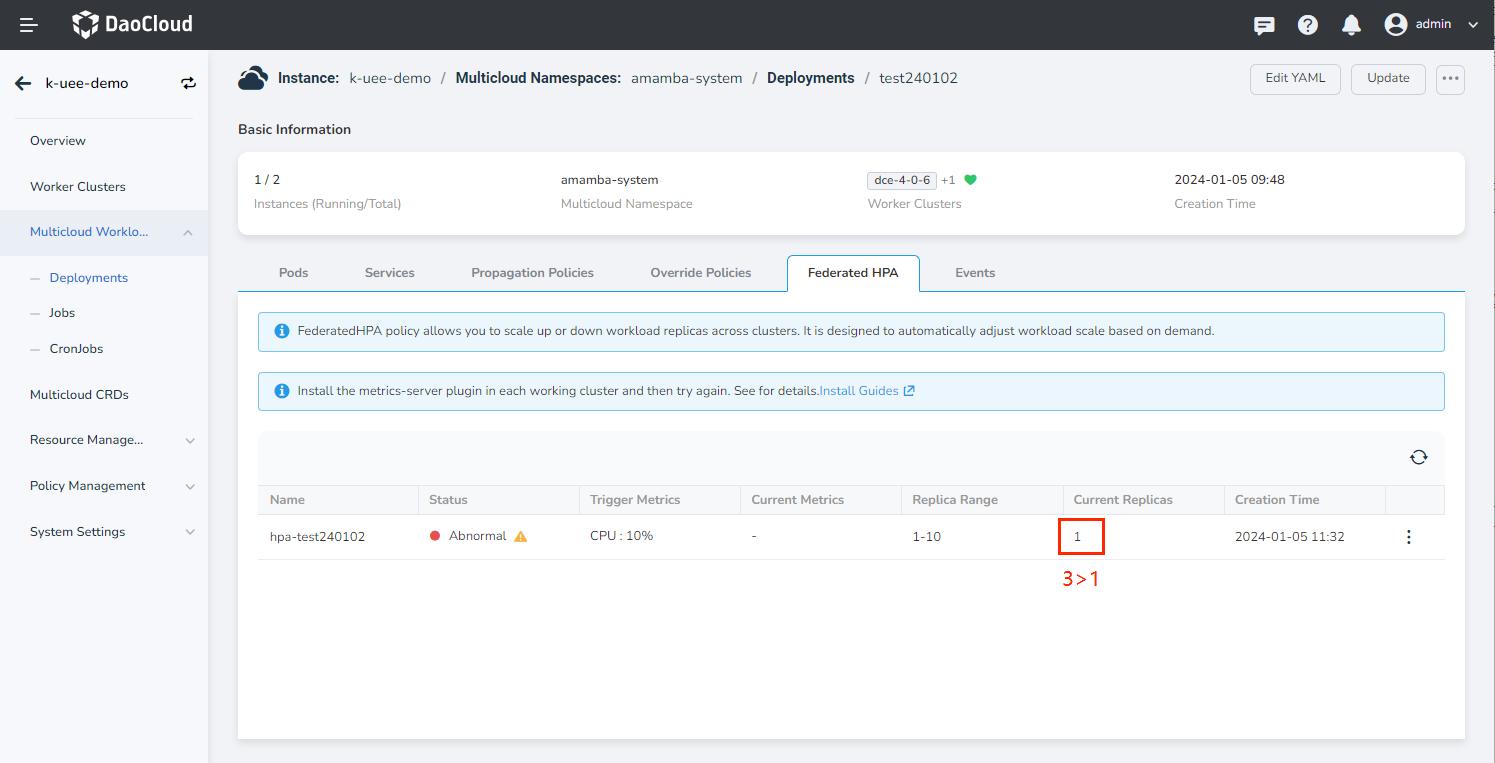 DaoCloud
admin
k-uee-demo
Instance: k-uee-demo / Multicloud Namespaces: amamba-system / Deployments / test240102
Edit YAML
Update
Overview
Worker Clusters
Multicloud Worklo...
Deployments
Jobs
CronJobs
Multicloud CRDs
Resource Manage...
Policy Management
System Settings
Basic Information
1 / 2
Instances (Running/Total)
amamba-system
Multicloud Namespace
dce-4-0-6 +1
Worker Clusters
2024-01-05 09:48
Creation Time
Pods Services Propagation Policies Override Policies Federated HPA Events
FederatedHPA policy allows you to scale up or down workload replicas across clusters. It is designed to automatically adjust workload scale based on demand.
Install the metrics-server plugin in each working cluster and then try again. See for details.Install Guides
Name Status Trigger Metrics Current Metrics Replica Range Current Replicas Creation Time
hpa-test240102 Abnormal CPU : 10% - 1-10 1 2024-01-05 11:32
3>1